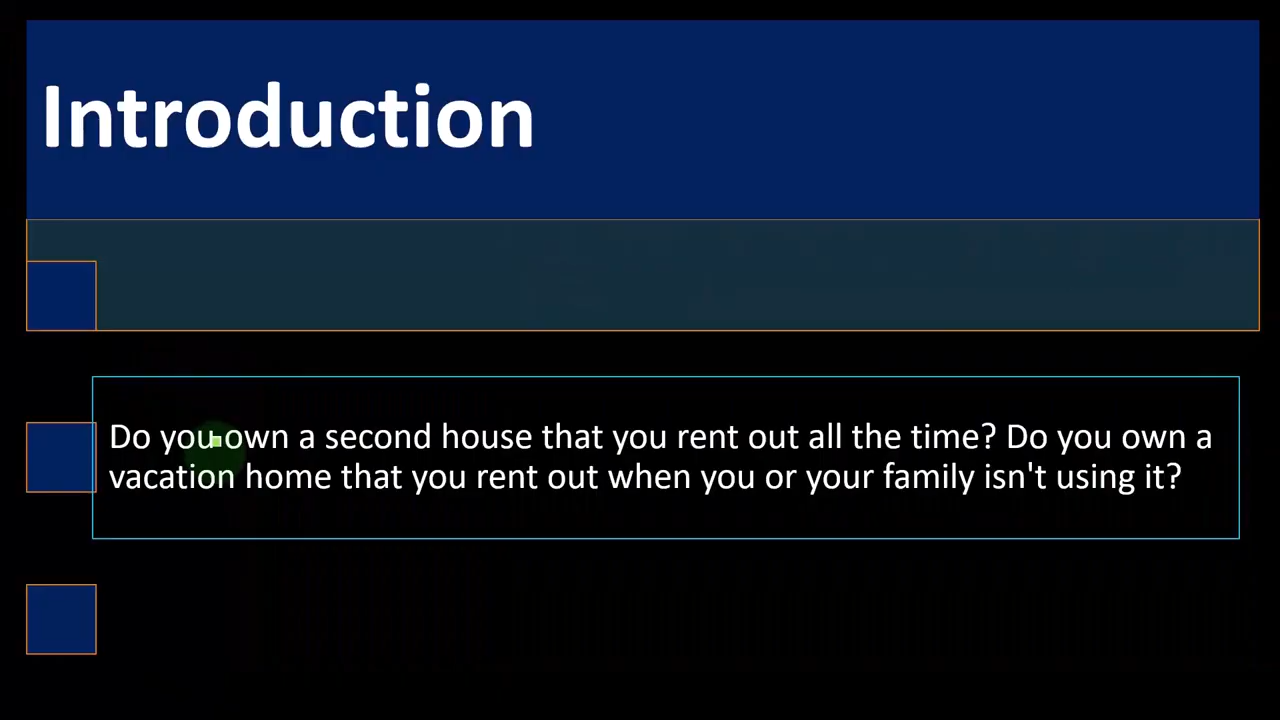 Introduction
Do you own a second house that you rent out all the time? Do you own a
vacation home that you rent out when you or your family isn't using it?